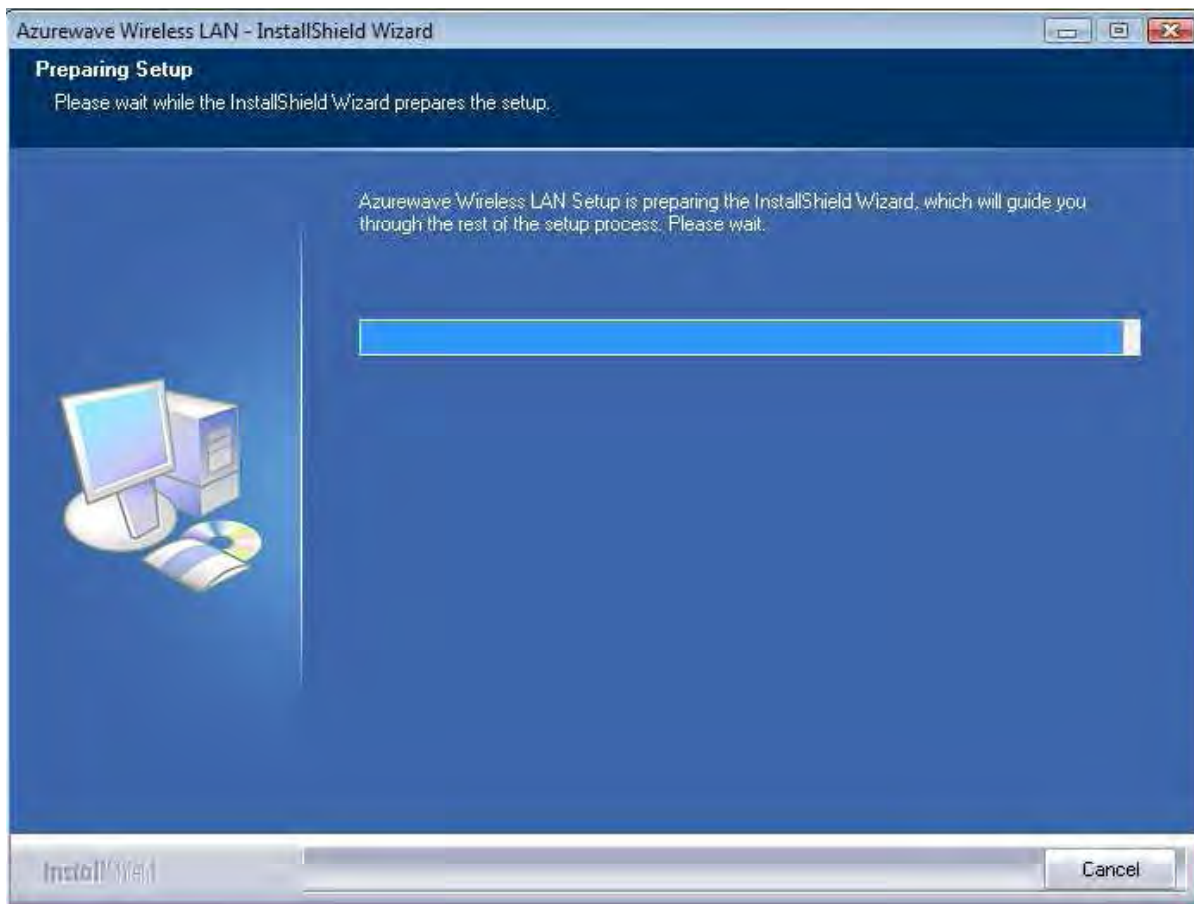 Azurewave Wireless LAN - InstallShield Wizard
Preparing Setup
Please wait while the InstallShield Wizard prepares the setup.
Azurewave Wireless LAN Setup is preparing the InstallShield Wizard, which will guide you
through the rest of the setup process. Please wait.
Cancel